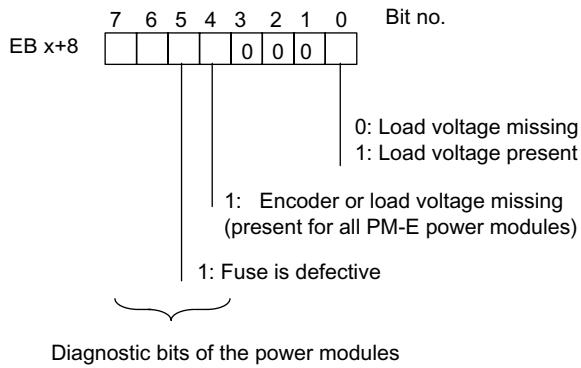 7 6 5 4 3 2 1 0 Bit no.
EB x+8 0 0 0
0: Load voltage missing
1: Load voltage present
1: Encoder or load voltage missing
(present for all PM-E power modules)
1: Fuse is defective
Diagnostic bits of the power modules